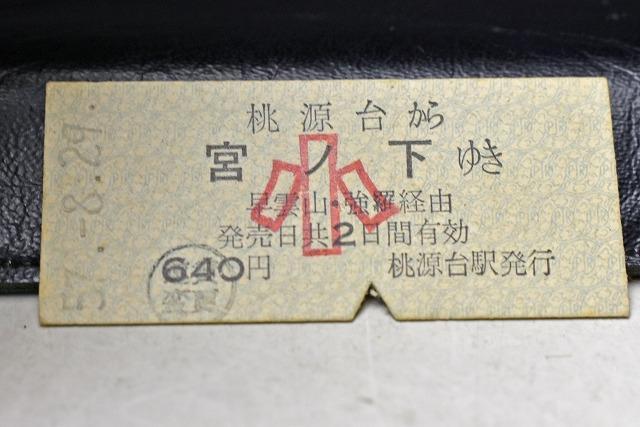 桃源台から
宮ノ下ゆき
小
早雲山・強羅経由
発売日共2日間有効
640円
桃源台駅発行
変更
57.-8.29